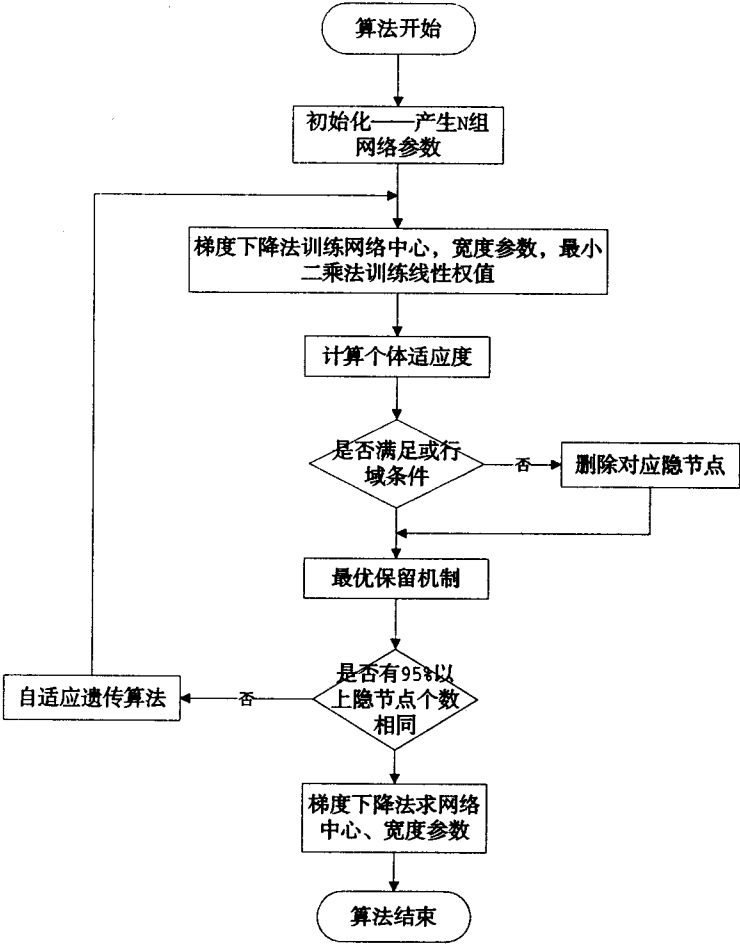 算法开始
初始化——产生N组
网络参数
梯度下降法训练网络中心，宽度参数，最小
二乘法训练线性权值
计算个体适应度
是否满足或行
域条件
否
删除对应隐节点
最优保留机制
是否有95%以
上隐节点个数
相同
否
自适应遗传算法
梯度下降法求网络
中心、宽度参数
算法结束